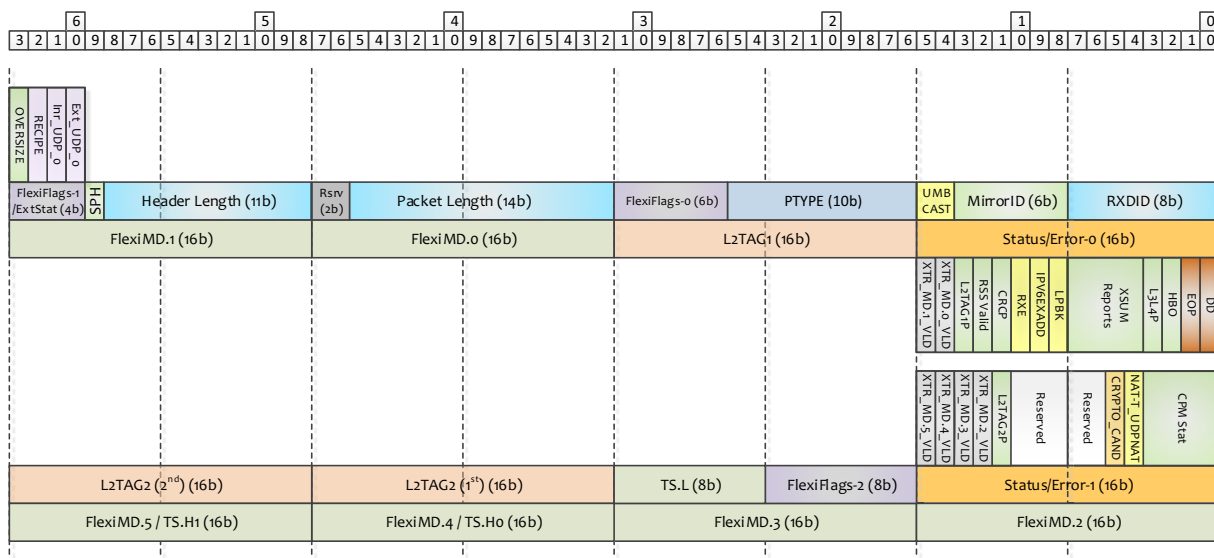 6 5 4 3 2 1 0
3 2 1 0 9 8 7 6 5 4 3 2 1 0 9 8 7 6 5 4 3 2 1 0 9 8 7 6 5 4 3 2 1 0 9 8 7 6 5 4 3 2 1 0 9 8 7 6 5 4 3 2 1 0 9 8 7 6 5 4 3 2 1 0
OVERSIZE
RECIPE
Inr_UDP_0
Ext_UDP_0
FlexiFlags-1
/ExtStat (4b)
SPH
Header Length (11b)
Rsrv
(2b)
Packet Length (14b)
FlexiFlags-0 (6b)
PTYPE (10b)
UMB
CAST
MirrorID (6b)
RXDID (8b)
FlexiMD.1 (16b)
FlexiMD.0 (16b)
L2TAG1 (16b)
Status/Error-0 (16b)
XTR_MD.1_VLD
XTR_MD.0_VLD
L2TAG1P
RSS Valid
CRCP
RXE
IPV6EXADD
LPBK
XSUM
Reports
L3L4P
HBO
EOP
DD
XTR_MD.5_VLD
XTR_MD.4_VLD
XTR_MD.3_VLD
XTR_MD.2_VLD
L2TAG2P
Reserved
Reserved
CRYPTO_CAND
NAT-T_UDPNAT
CPM Stat
L2TAG2 (2nd) (16b)
L2TAG2 (1st) (16b)
TS.L (8b)
FlexiFlags-2 (8b)
Status/Error-1 (16b)
FlexiMD.5 / TS.H1 (16b)
FlexiMD.4 / TS.H0 (16b)
FlexiMD.3 (16b)
FlexiMD.2 (16b)